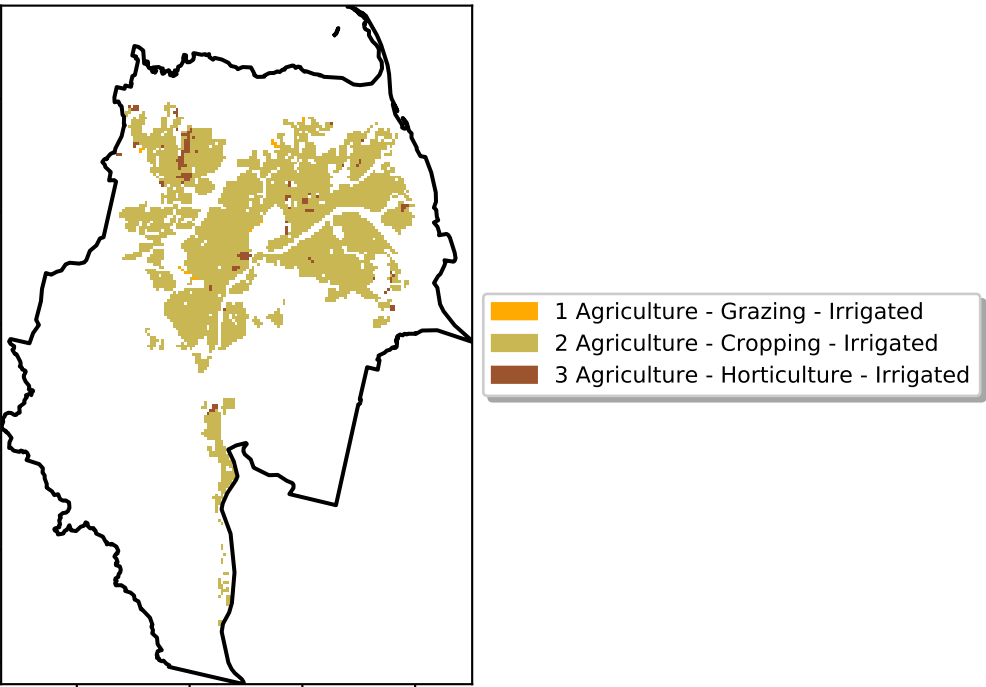 1 Agriculture - Grazing - Irrigated
2 Agriculture - Cropping - Irrigated
3 Agriculture - Horticulture - Irrigated